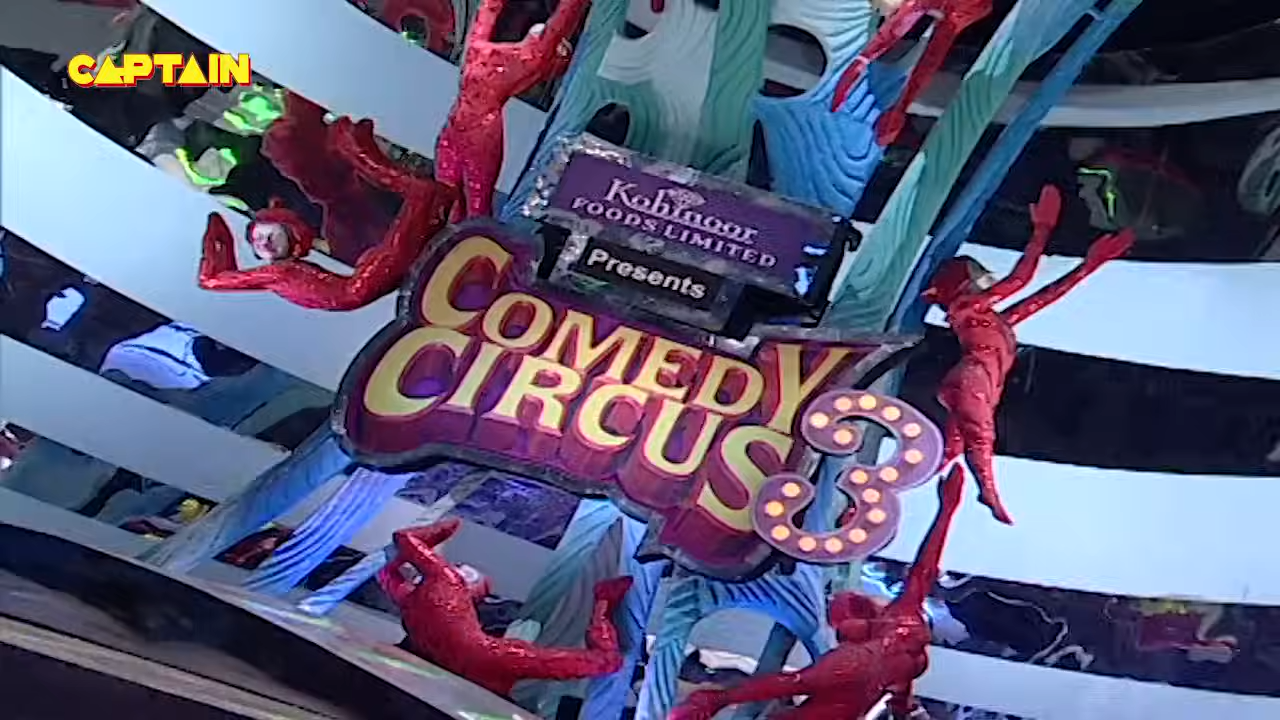 CAPTAIN
Kohinoor
FOODS LIMITED
Presents
COMEDY
CIRCUS
3